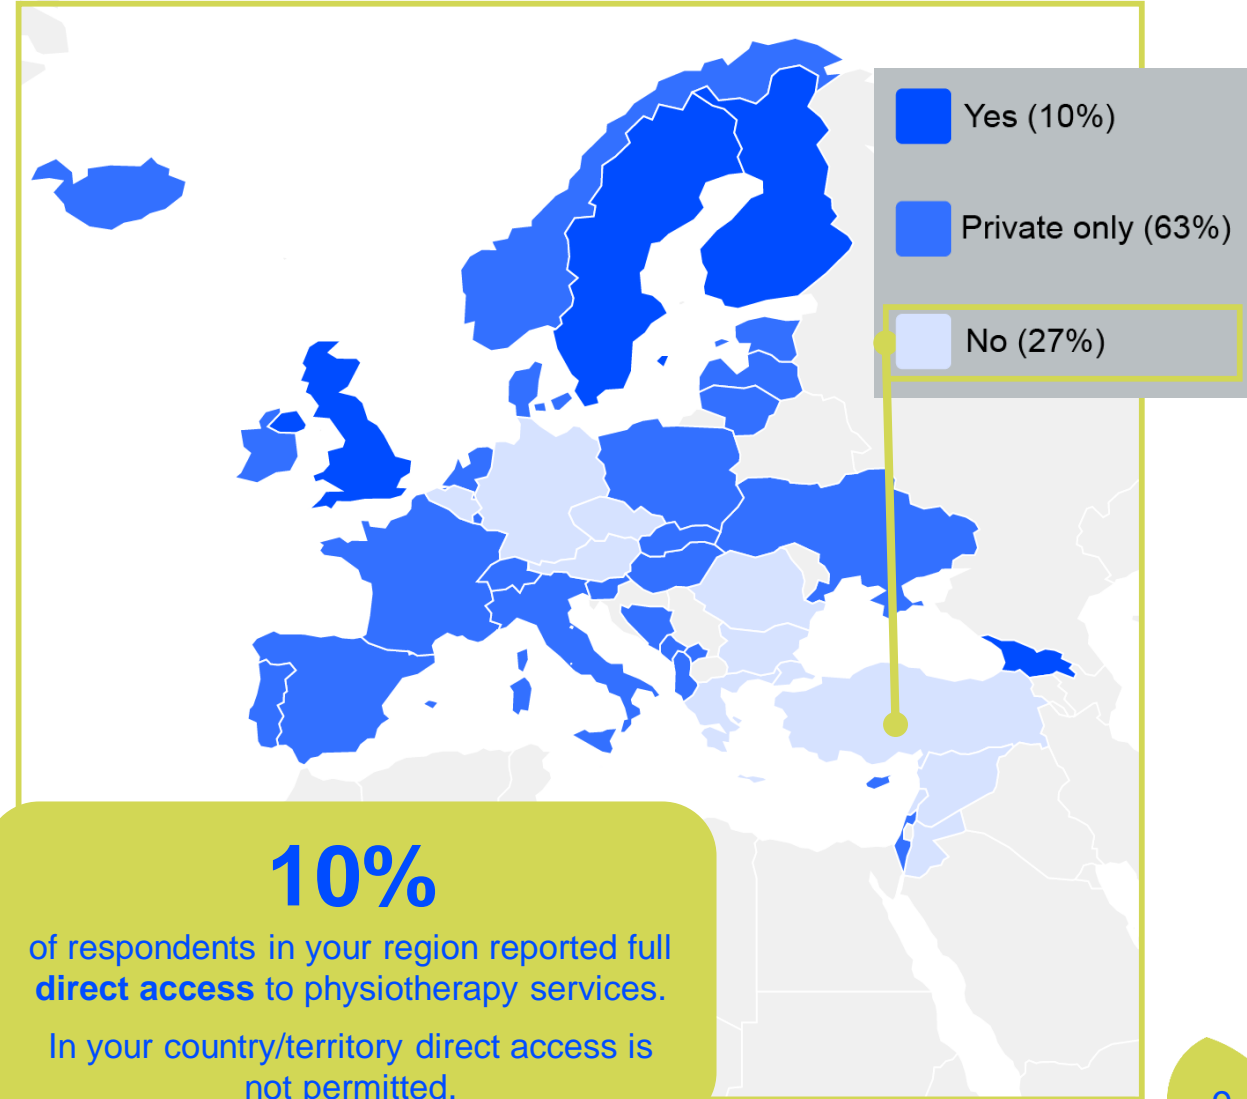 Yes (10%)
Private only (63%)
No (27%)
10%
of respondents in your region reported full
direct access to physiotherapy services.
In your country/territory direct access is
not permitted.